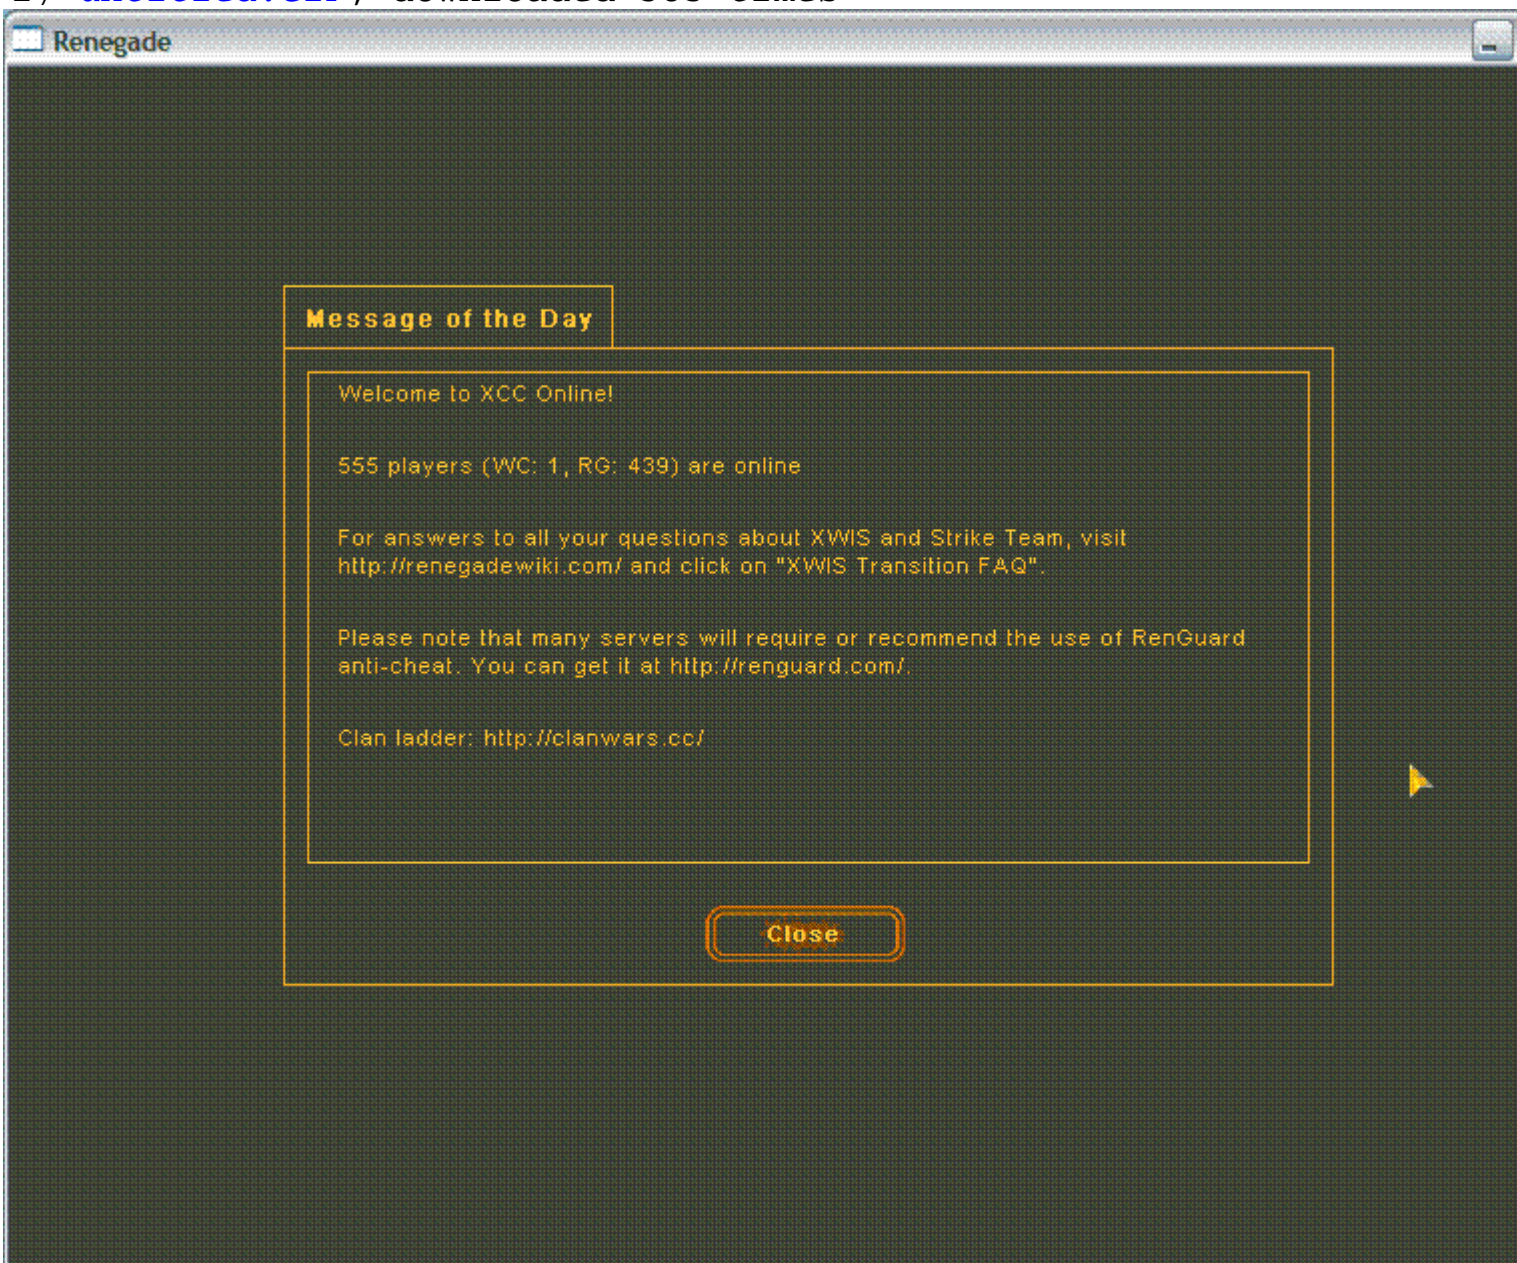 Renegade
Message of the Day
Welcome to XCC Online!
555 players (WC: 1, RG: 439) are online
For answers to all your questions about XWIS and Strike Team, visit
http://renegadewiki.com/ and click on "XWIS Transition FAQ".
Please note that many servers will require or recommend the use of RenGuard
anti-cheat. You can get it at http://renguard.com/.
Clan ladder: http://clanwars.cc/
Close